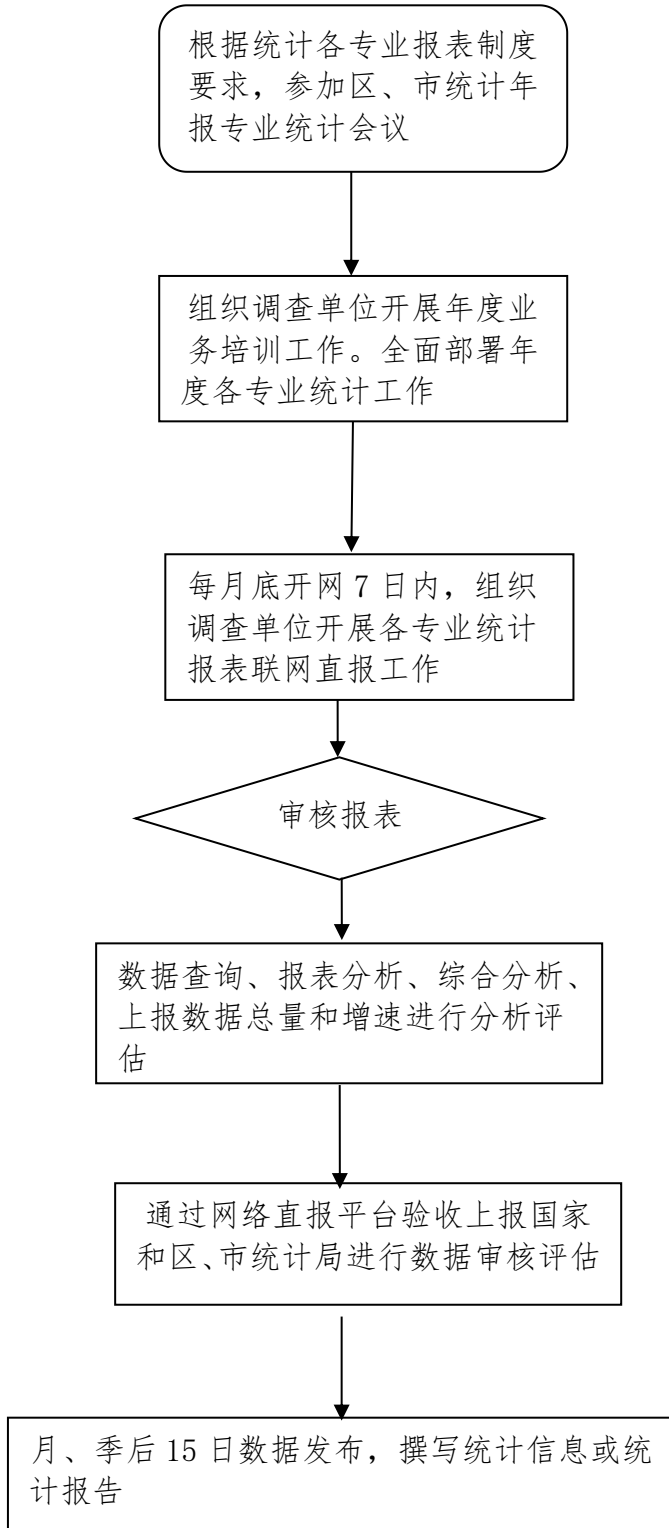 根据统计各专业报表制度
要求，参加区、市统计年
报专业统计会议
组织调查单位开展年度业
务培训工作。全面部署年
度各专业统计工作
每月底开网 7 日内，组织
调查单位开展各专业统计
报表联网直报工作
审核报表
数据查询、报表分析、综合分析、
上报数据总量和增速进行分析评
估
通过网络直报平台验收上报国家
和区、市统计局进行数据审核评估
月、季后 15 日数据发布，撰写统计信息或统
计报告